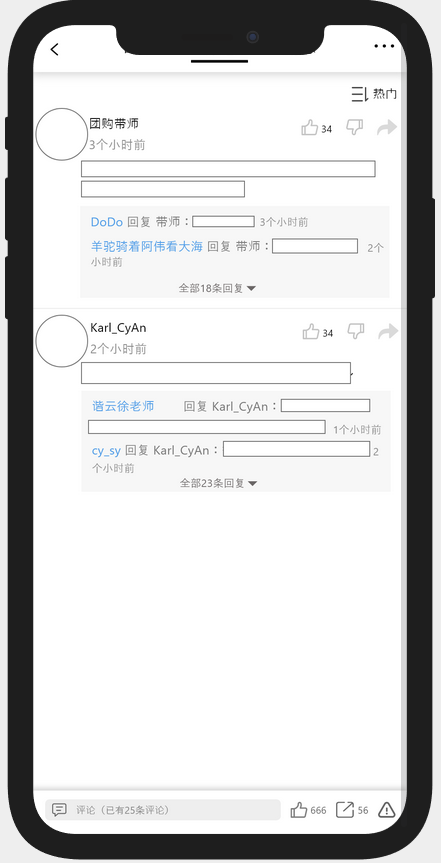 热门
团购带师
34
3个小时前
DoDo 回复 带师： 3个小时前
羊驼骑着阿伟看大海 回复 带师： 2个
小时前
全部18条回复
Karl_CyAn
34
2个小时前
谐云徐老师 回复 Karl_CyAn：
1个小时前
cy_sy 回复 Karl_CyAn： 2
个小时前
全部23条回复
评论（已有25条评论） 666 56